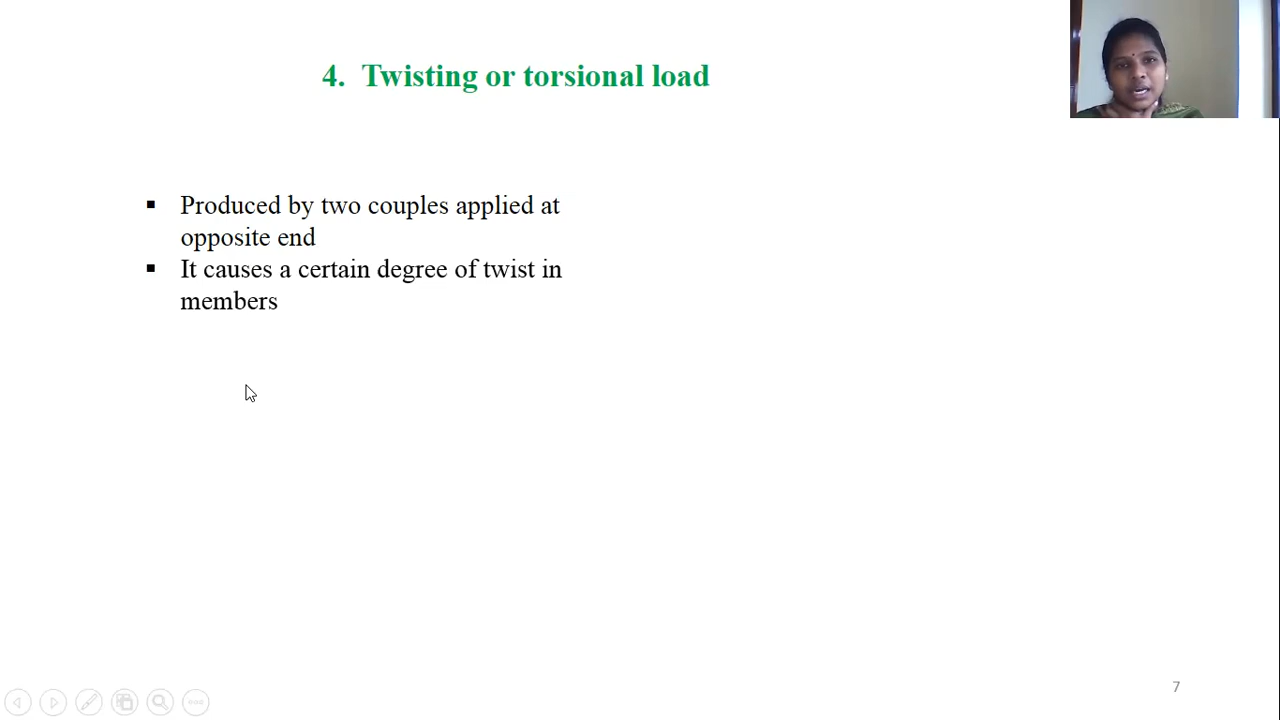 4. Twisting or torsional load
▪ Produced by two couples applied at
opposite end
▪ It causes a certain degree of twist in
members
7